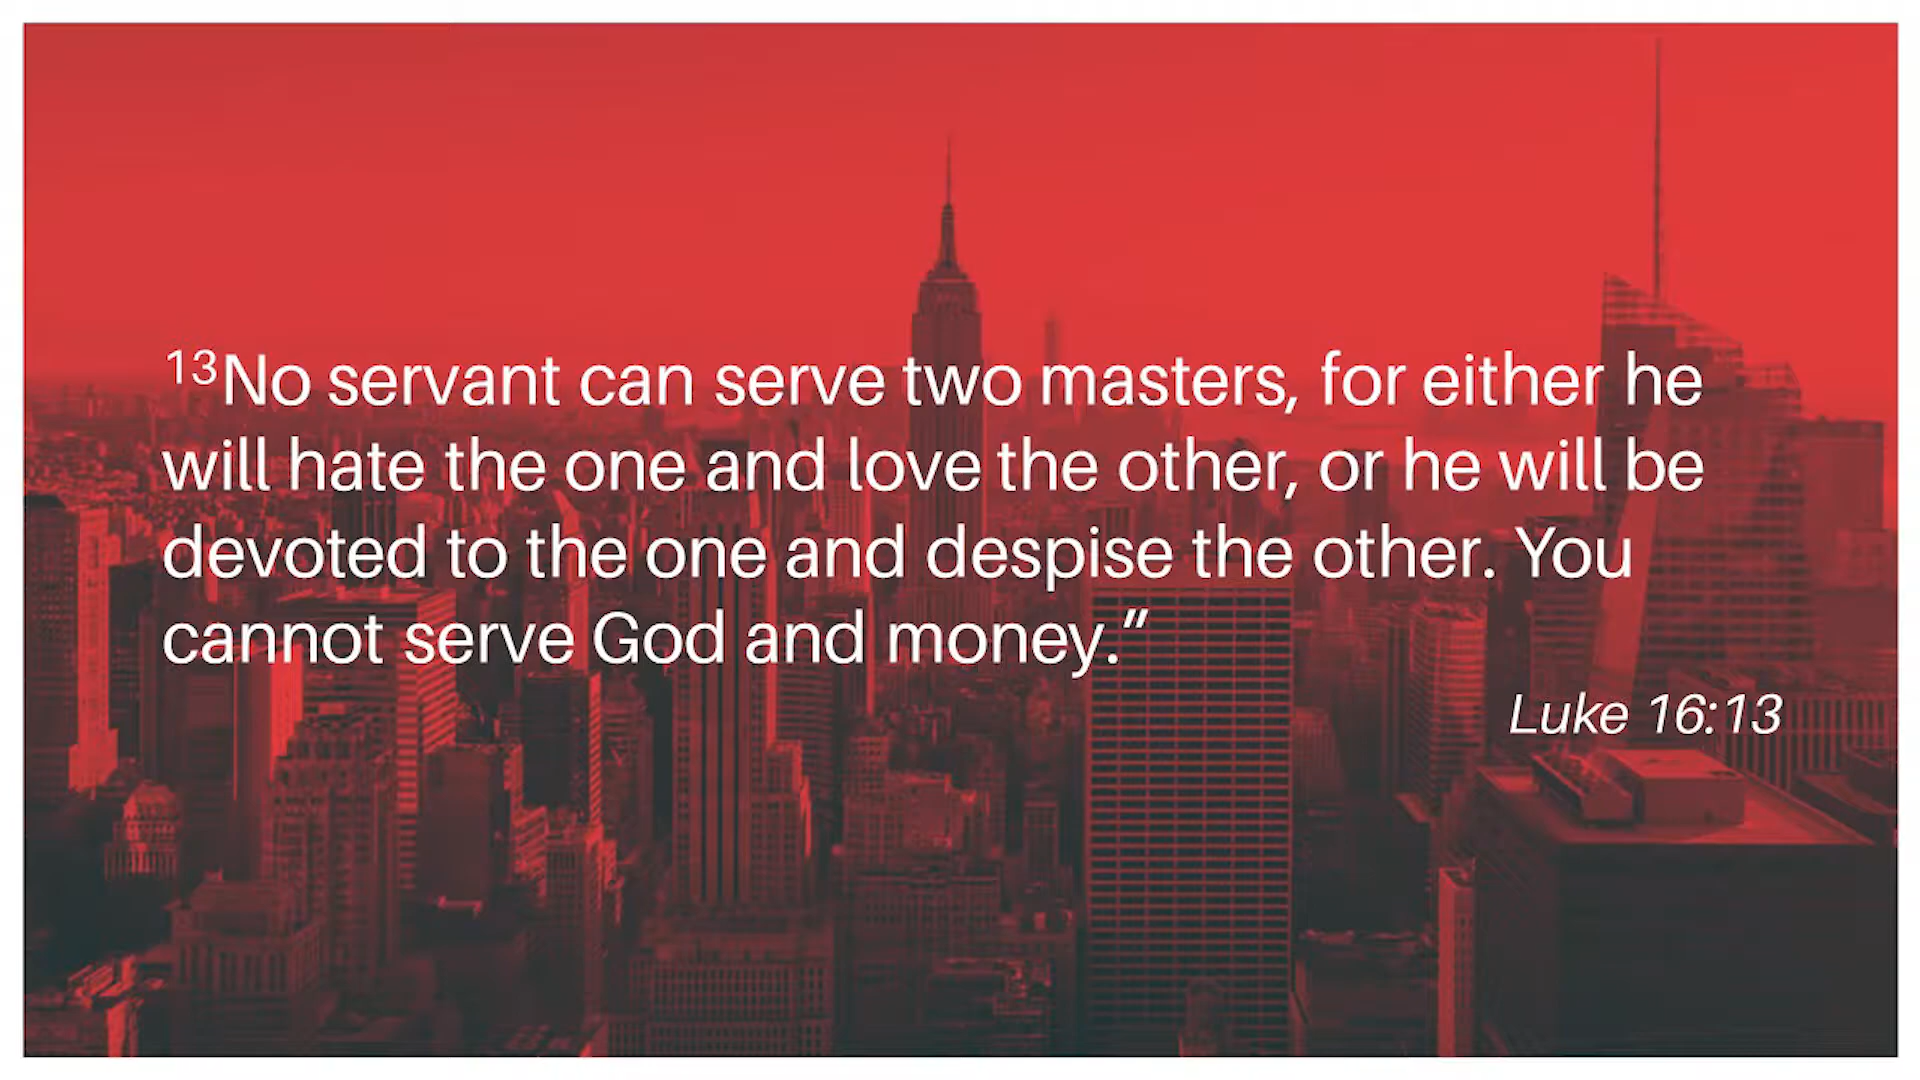 ¹³No servant can serve two masters, for either he
will hate the one and love the other, or he will be
devoted to the one and despise the other. You
cannot serve God and money.”
Luke 16:13